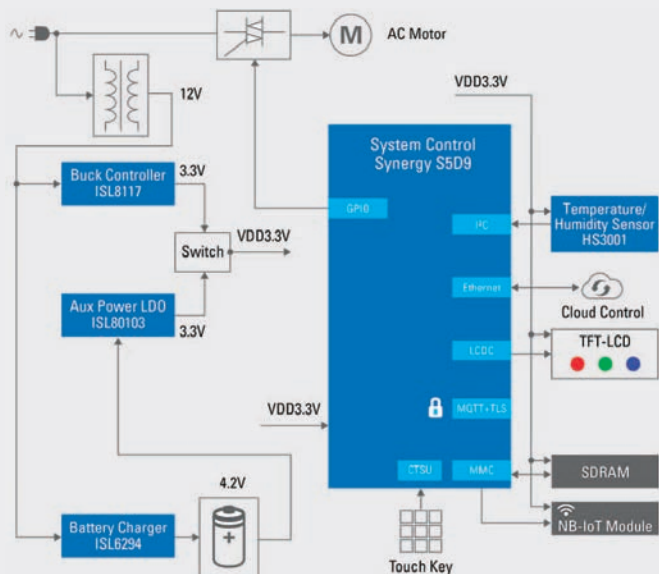 M
AC Motor
VDD3.3V
12V
System Control
Synergy S5D9
Buck Controller
ISL8117
3.3V
GPIO
Temperature/
Humidity Sensor
HS3001
I²C
Switch
VDD3.3V
Ethernet
Cloud Control
Aux Power LDO
ISL80103
3.3V
TFT-LCD
LCDC
VDD3.3V
MQTT+TLS
CTSU
MMC
SDRAM
4.2V
Battery Charger
ISL6294
NB-IoT Module
Touch Key